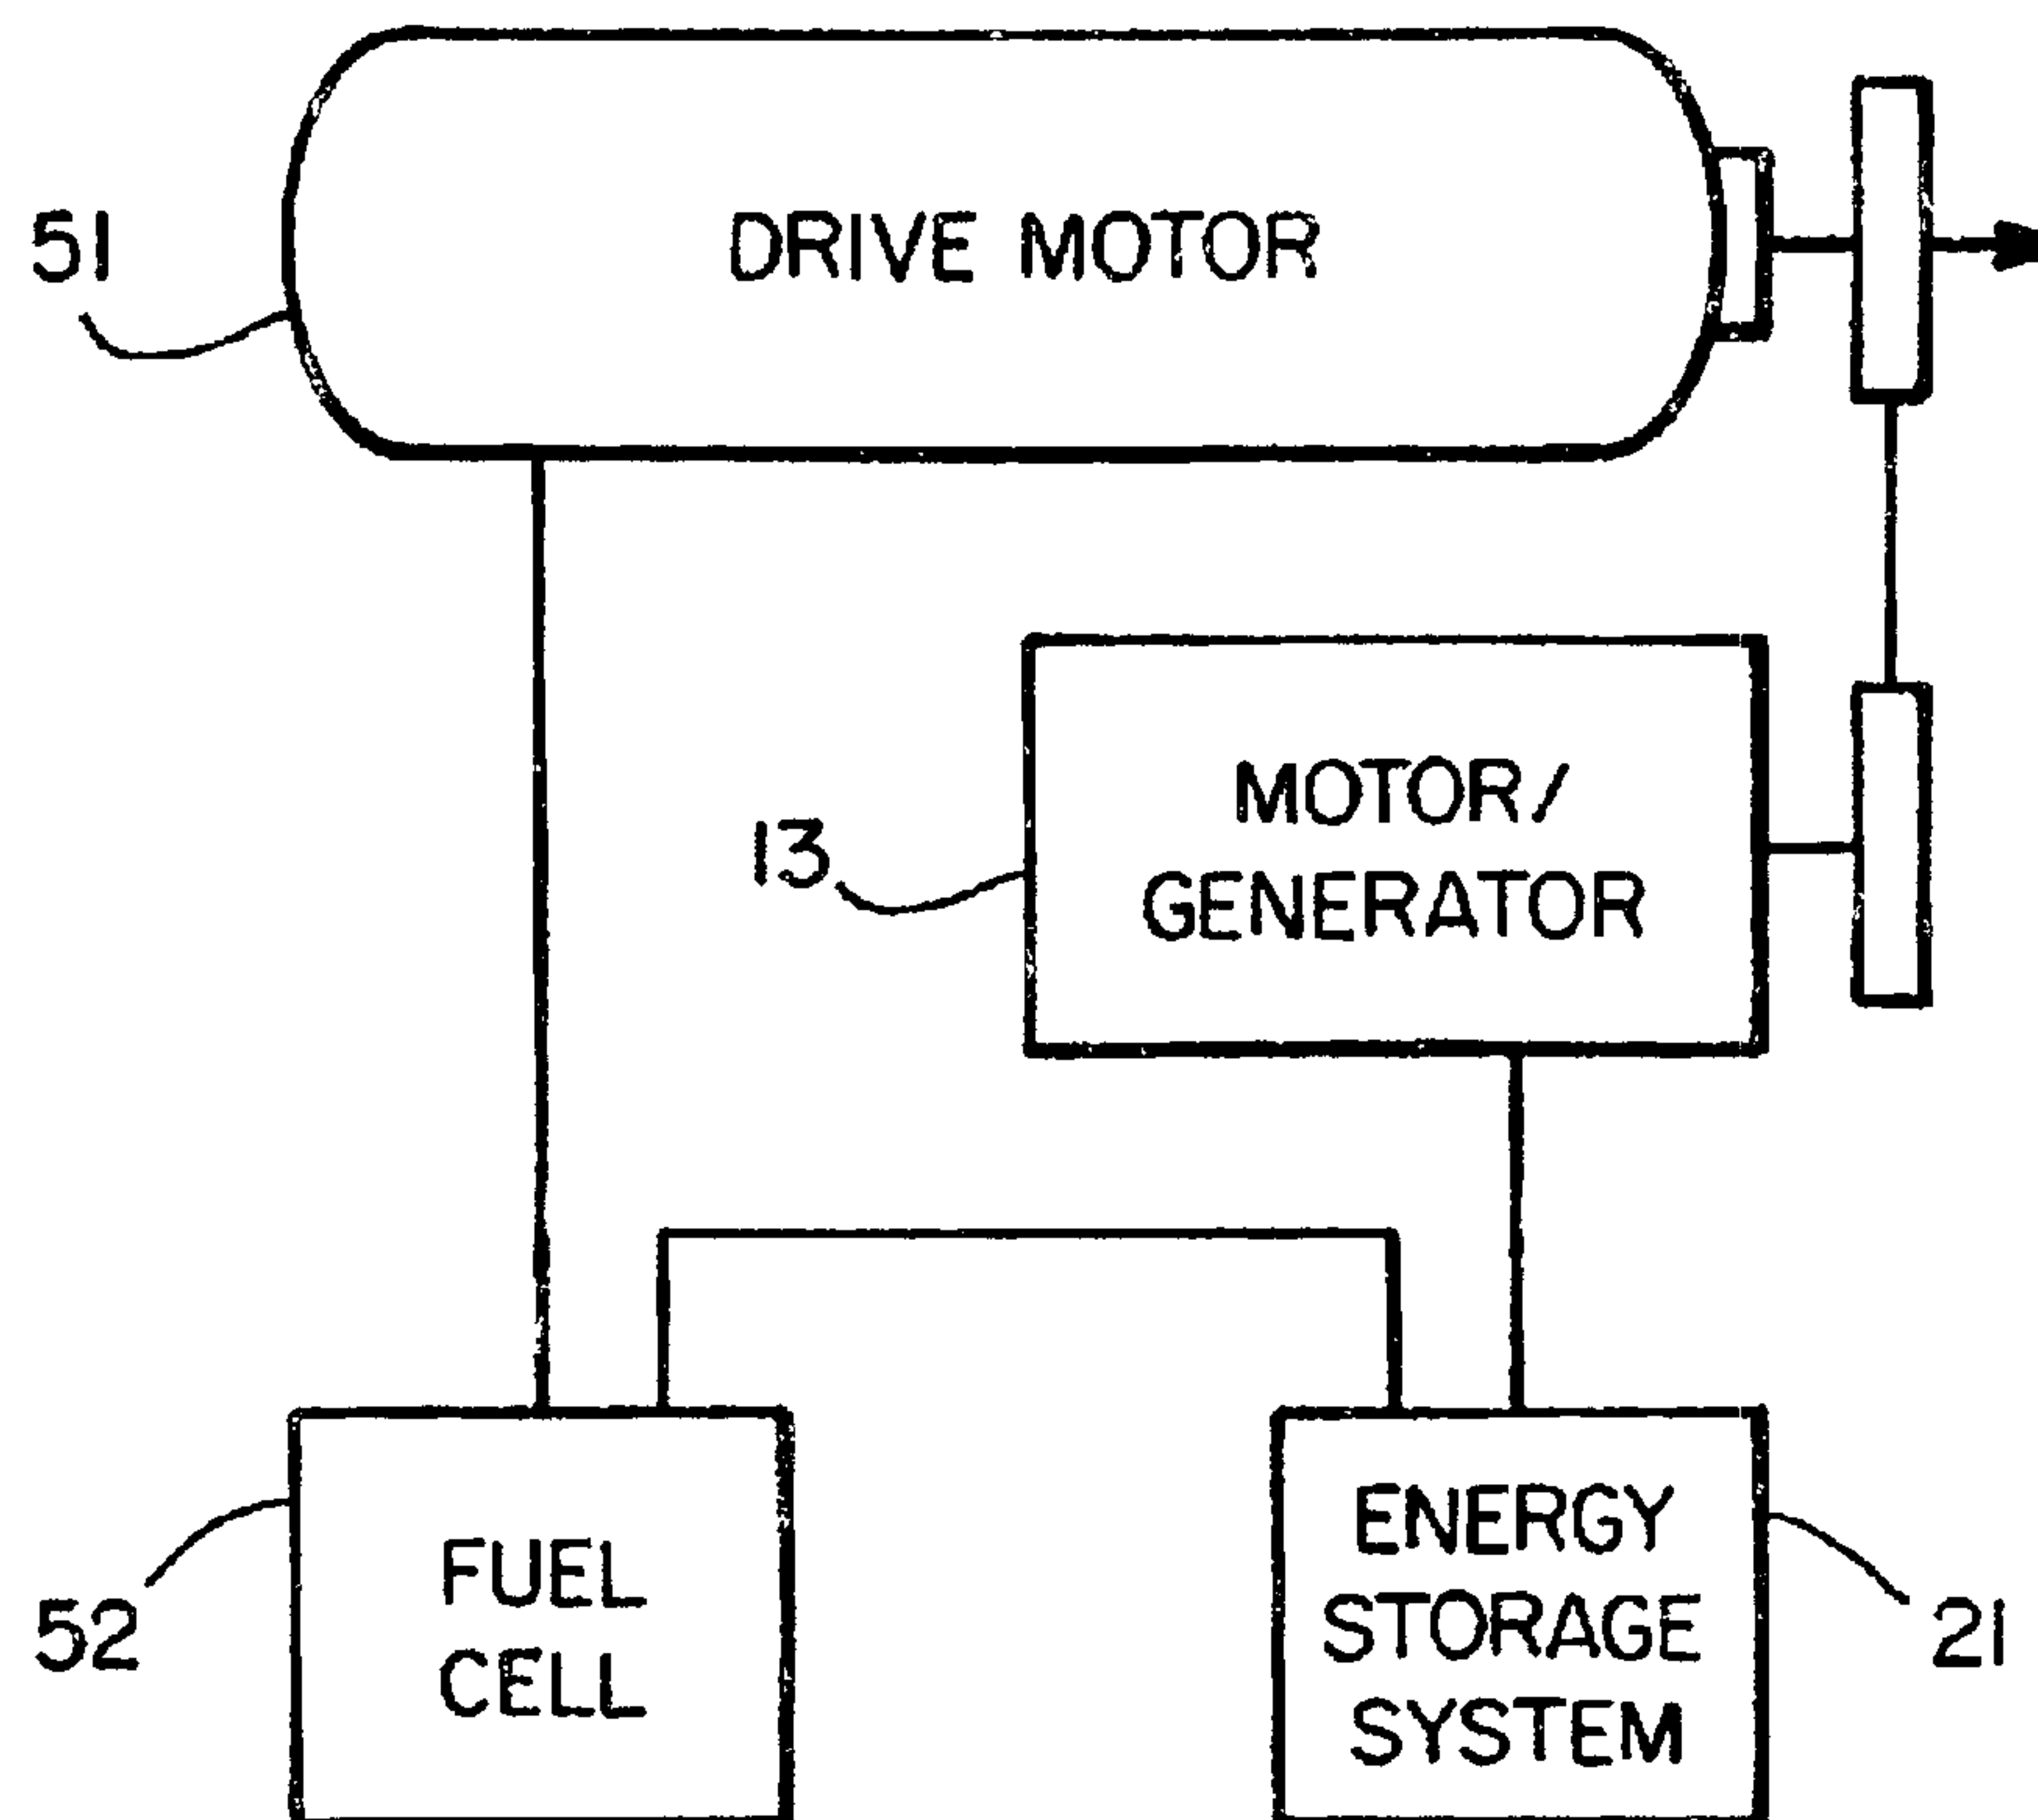 51
DRIVE MOTOR
13
MOTOR/
GENERATOR
52
FUEL
CELL
ENERGY
STORAGE
SYSTEM
21